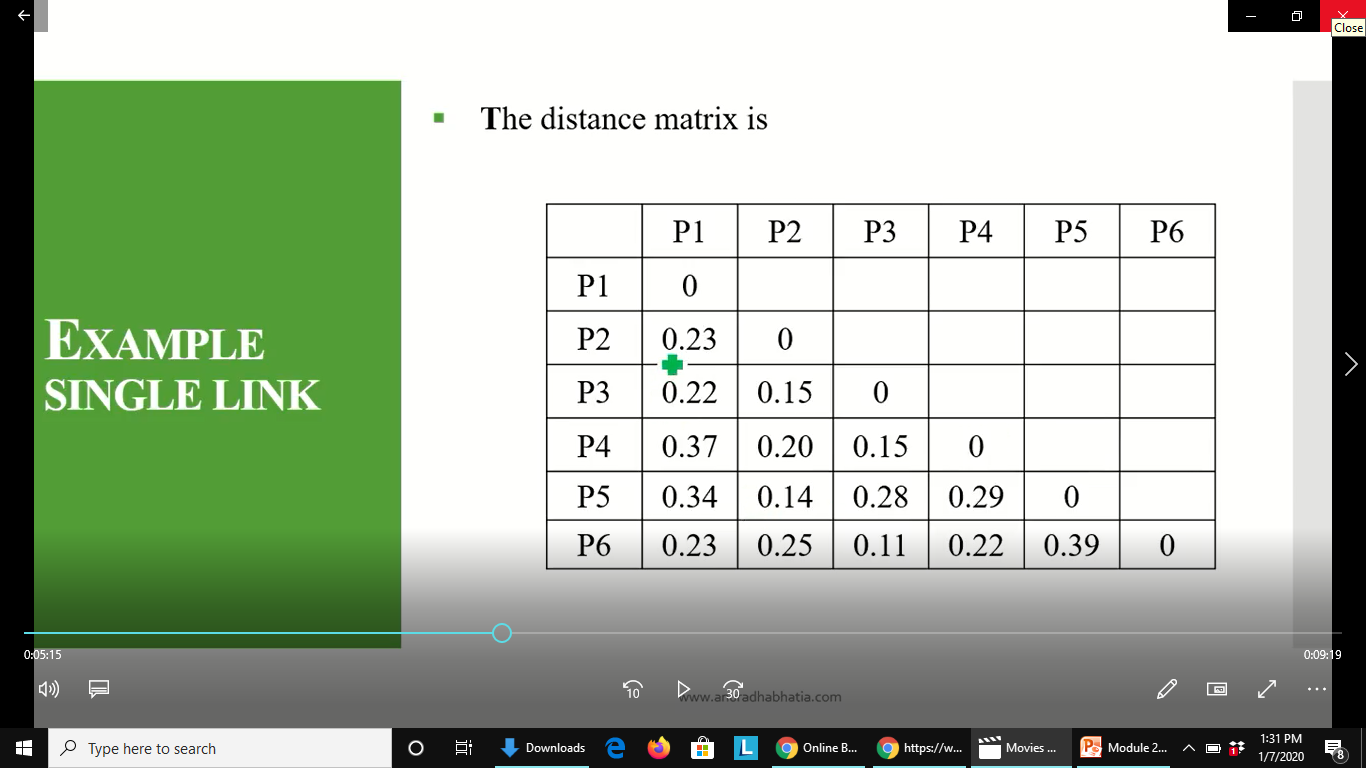 Close
The distance matrix is
EXAMPLE
SINGLE LINK
P1 P2 P3 P4 P5 P6
P1 0
P2 0.23 0
P3 0.22 0.15 0
P4 0.37 0.20 0.15 0
P5 0.34 0.14 0.28 0.29 0
P6 0.23 0.25 0.11 0.22 0.39 0
0:05:15 0:09:19
10 30
www.anuradhabhatia.com
Type here to search Downloads L Online B... https://w... Movies ... Module 2... 1 1:31 PM 8
1/7/2020